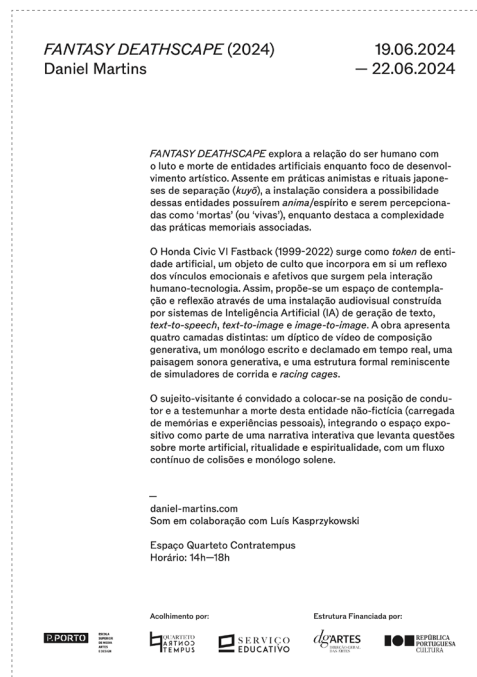 FANTASY DEATHSCAPE (2024)
Daniel Martins
19.06.2024
— 22.06.2024
FANTASY DEATHSCAPE explora a relação do ser humano com
o luto e morte de entidades artificiais enquanto foco de desenvol-
vimento artístico. Assente em práticas animistas e rituais japone-
ses de separação (kuyō), a instalação considera a possibilidade
dessas entidades possuírem anima/espírito e serem percepciona-
das como ‘mortas’ (ou ‘vivas’), enquanto destaca a complexidade
das práticas memoriais associadas.
O Honda Civic VI Fastback (1999-2022) surge como token de enti-
dade artificial, um objeto de culto que incorpora em si um reflexo
dos vínculos emocionais e afetivos que surgem pela interação
humano-tecnologia. Assim, propõe-se um espaço de contempla-
ção e reflexão através de uma instalação audiovisual construída
por sistemas de Inteligência Artificial (IA) de geração de texto,
text-to-speech, text-to-image e image-to-image. A obra apresenta
quatro camadas distintas: um díptico de vídeo de composição
generativa, um monólogo escrito e declamado em tempo real, uma
paisagem sonora generativa, e uma estrutura formal reminiscente
de simuladores de corrida e racing cages.
O sujeito-visitante é convidado a colocar-se na posição de condu-
tor e a testemunhar a morte desta entidade não-fictícia (carregada
de memórias e experiências pessoais), integrando o espaço expo-
sitivo como parte de uma narrativa interativa que levanta questões
sobre morte artificial, ritualidade e espiritualidade, com um fluxo
contínuo de colisões e monólogo solene.
—
daniel-martins.com
Som em colaboração com Luís Kasprzykowski
Espaço Quarteto Contratempus
Horário: 14h—18h
Acolhimento por:
Estrutura Financiada por:
P.PORTO
ESCOLA
SUPERIOR
DE MEDIA
ARTES
E DESIGN
QUARTETO
CONTRA
TEMPUS
SERVIÇO
EDUCATIVO
dgARTES
DIREÇÃO-GERAL
DAS ARTES
REPÚBLICA
PORTUGUESA
CULTURA